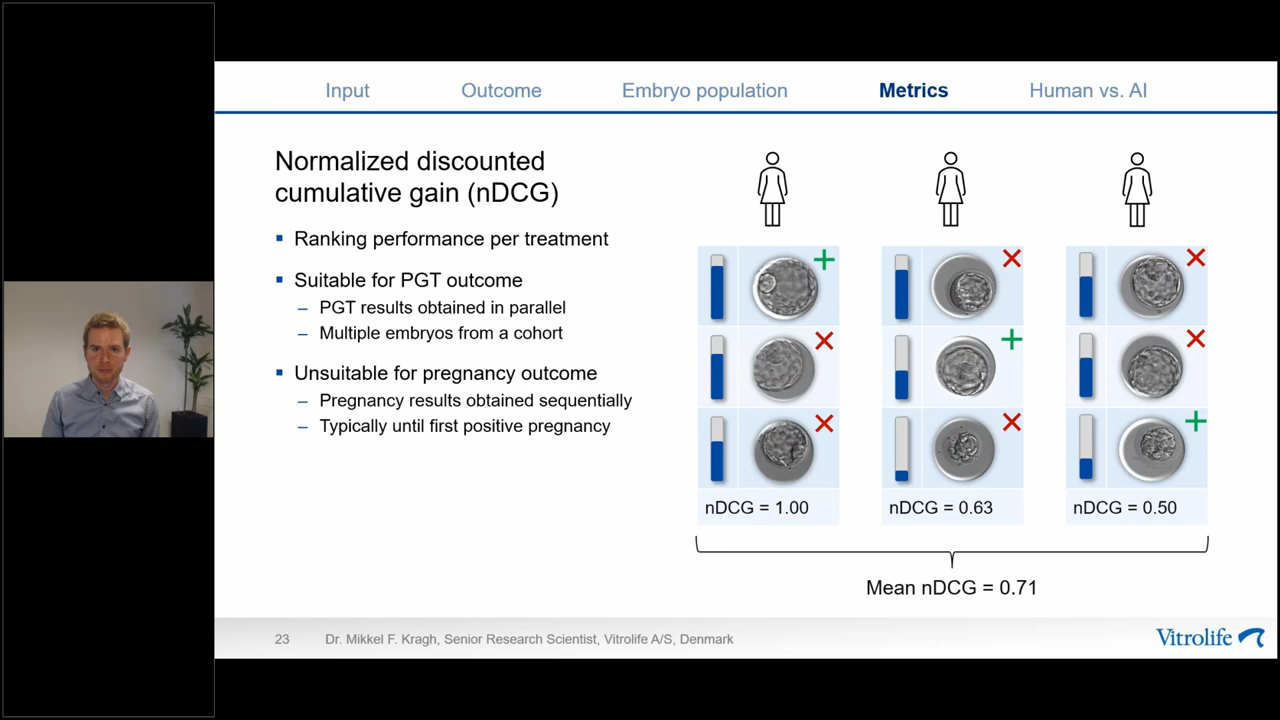 Input Outcome Embryo population Metrics Human vs. AI
Normalized discounted
cumulative gain (nDCG)
Ranking performance per treatment
Suitable for PGT outcome
– PGT results obtained in parallel
– Multiple embryos from a cohort
Unsuitable for pregnancy outcome
– Pregnancy results obtained sequentially
– Typically until first positive pregnancy
nDCG = 1.00 nDCG = 0.63 nDCG = 0.50
Mean nDCG = 0.71
23 Dr. Mikkel F. Kragh, Senior Research Scientist, Vitrolife A/S, Denmark
Vitrolife